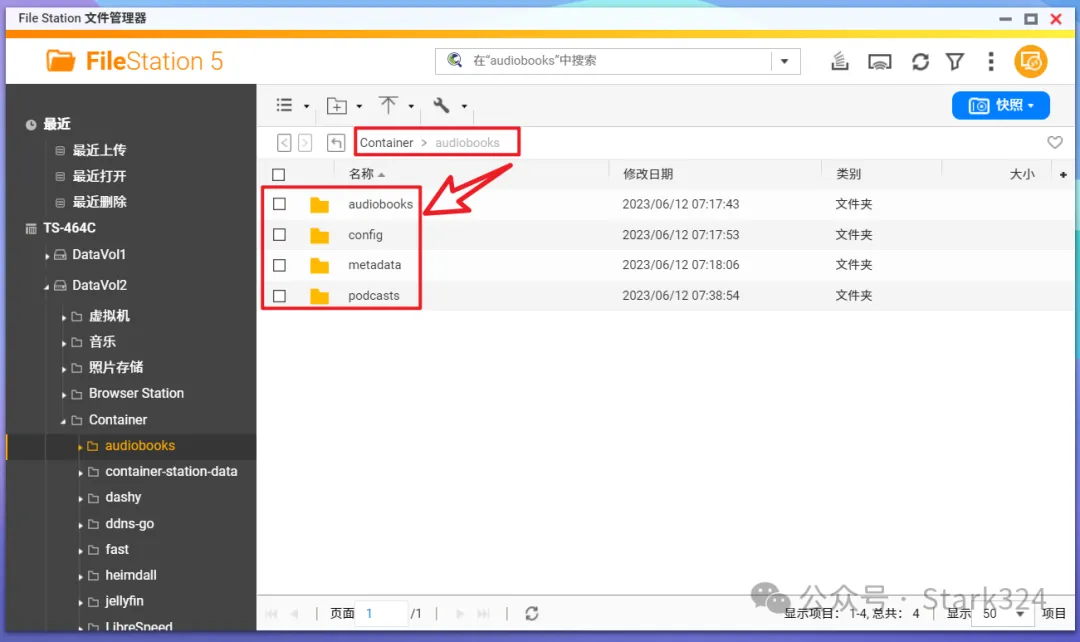 File Station 文件管理器
FileStation 5
在“audiobooks”中搜索
快照
最近
最近上传
最近打开
最近删除
TS-464C
DataVol1
DataVol2
虚拟机
音乐
照片存储
Browser Station
Container
audiobooks
container-station-data
dashy
ddns-go
fast
heimdall
jellyfin
LibreSpeed
Container > audiobooks
名称 修改日期 类别 大小
audiobooks 2023/06/12 07:17:43 文件夹
config 2023/06/12 07:17:53 文件夹
metadata 2023/06/12 07:18:06 文件夹
podcasts 2023/06/12 07:38:54 文件夹
页面 1 /1
显示项目: 1-4, 总共: 4 | 显示 50 项目
公众号 · Stark324